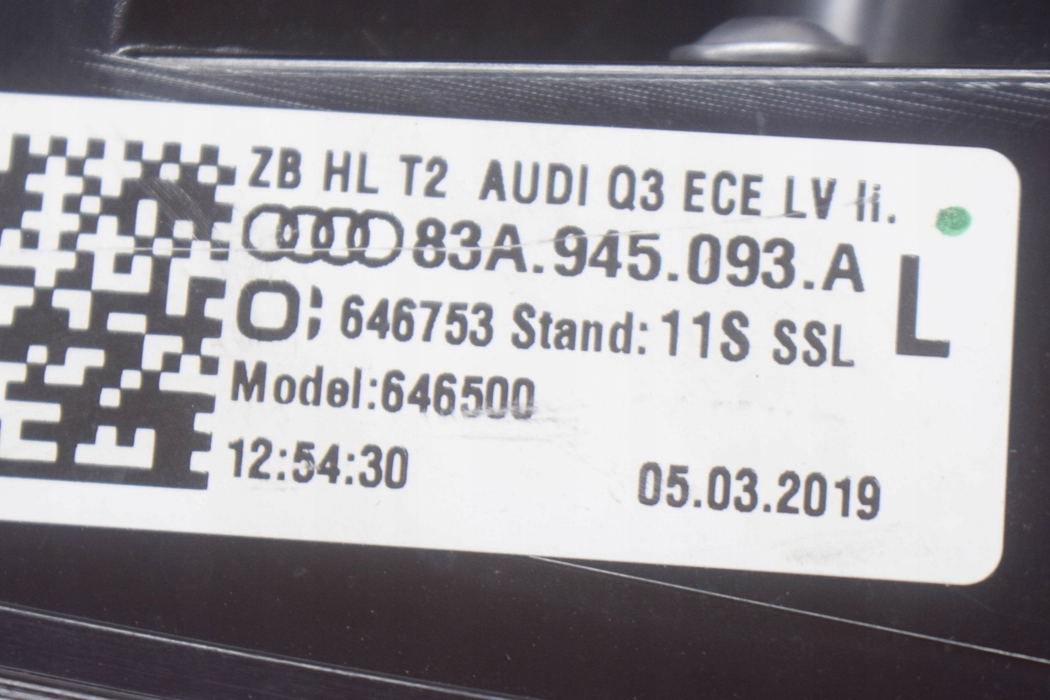 ZB HL T2 AUDI Q3 ECE LV li.
83A.945.093.A
L
646753 Stand: 11S SSL
Model:646500
12:54:30 05.03.2019